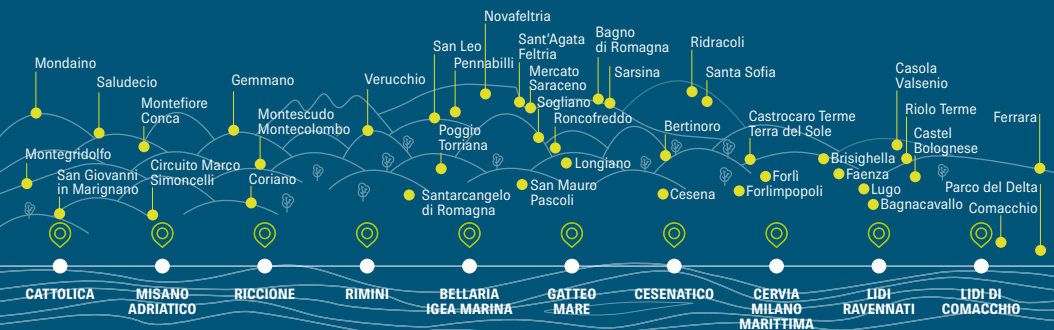 Novafeltria
San Leo
Sant'Agata
Feltria
Bagno
di Romagna
Ridracoli
Mondaino
Saludecio
Gemmano
Verucchio
Pennabilli
Mercato
Saraceno
Sarsina
Santa Sofia
Casola
Valsenio
Montefiore
Conca
Montescudo
Montecolombo
Sogliano
Roncofreddo
Bertinoro
Castrocaro Terme
Terra del Sole
Riolo Terme
Ferrara
Poggio
Torriana
Castel
Bolognese
Montegridolfo
San Giovanni
in Marignano
Circuito Marco
Simoncelli
Coriano
Longiano
Brisighella
Faenza
Forlì
Forlimpopoli
Santarcangelo
di Romagna
San Mauro
Pascoli
Cesena
Lugo
Bagnacavallo
Parco del Delta
Comacchio
CATTOLICA
MISANO
ADRIATICO
RICCIONE
RIMINI
BELLARIA
IGEA MARINA
GATTEO
MARE
CESENATICO
CERVIA
MILANO
MARITTIMA
LIDI
RAVENNATI
LIDI DI
COMACCHIO